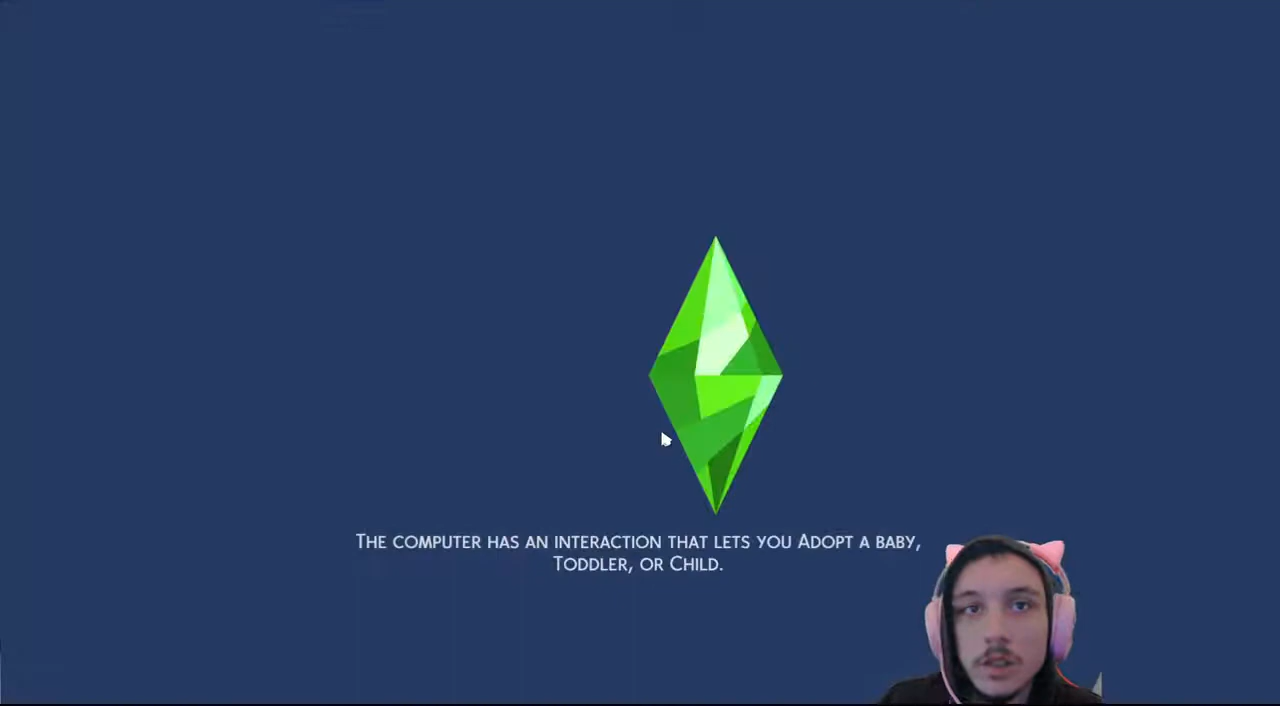 The computer has an interaction that lets you Adopt a baby,
Toddler, or Child.